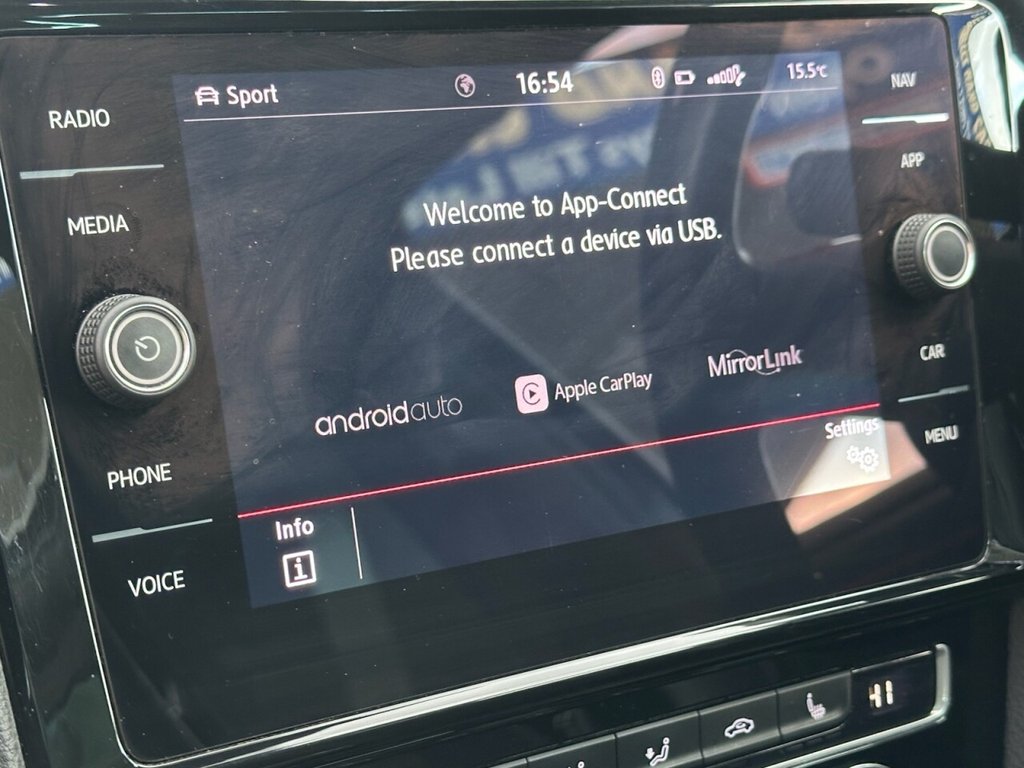 RADIO
MEDIA
PHONE
VOICE
Sport
16:54
15.5°C
Welcome to App-Connect
Please connect a device via USB.
androidauto
Apple CarPlay
MirrorLink
Settings
Info
i
NAV
APP
CAR
MENU
HI